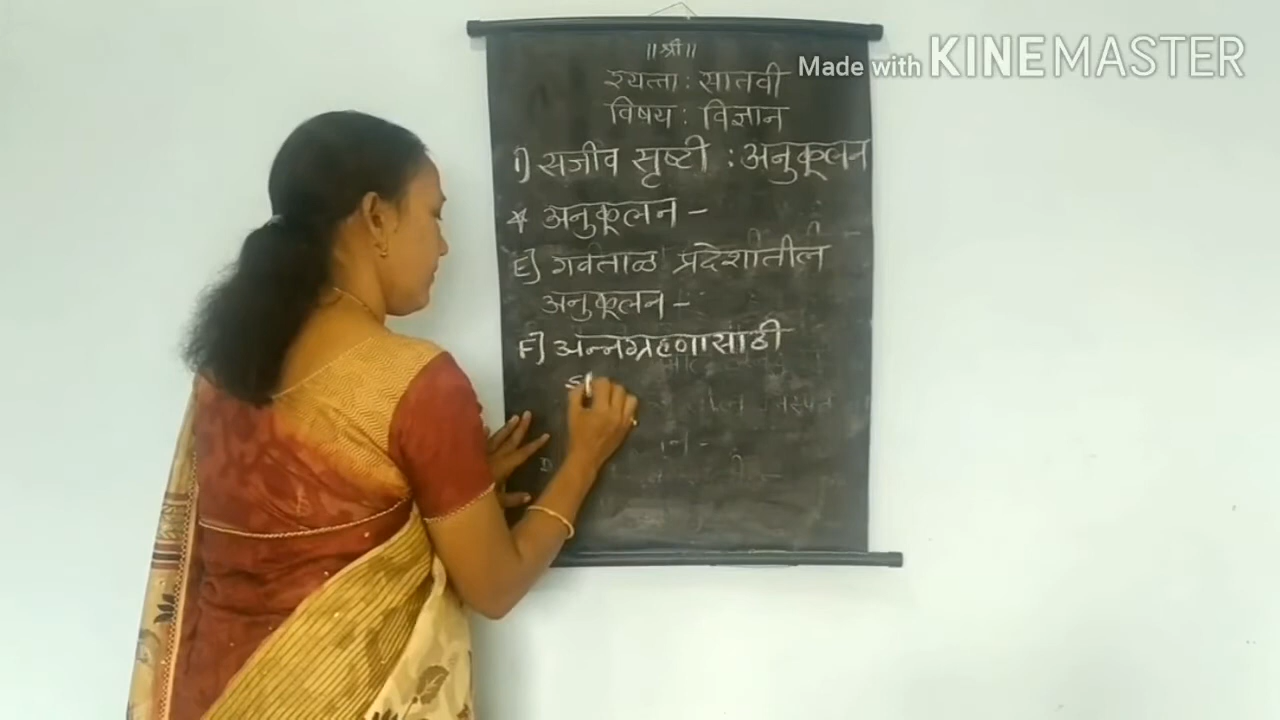 ॥ श्री ॥
Made with KINEMASTER
इयत्ता : सातवी
विषय : विज्ञान
1) सजीव सृष्टी : अनुकूलन
* अनुकूलन -
E] गवताळ प्रदेशातील
अनुकूलन -
F] अन्नग्रहणासाठी